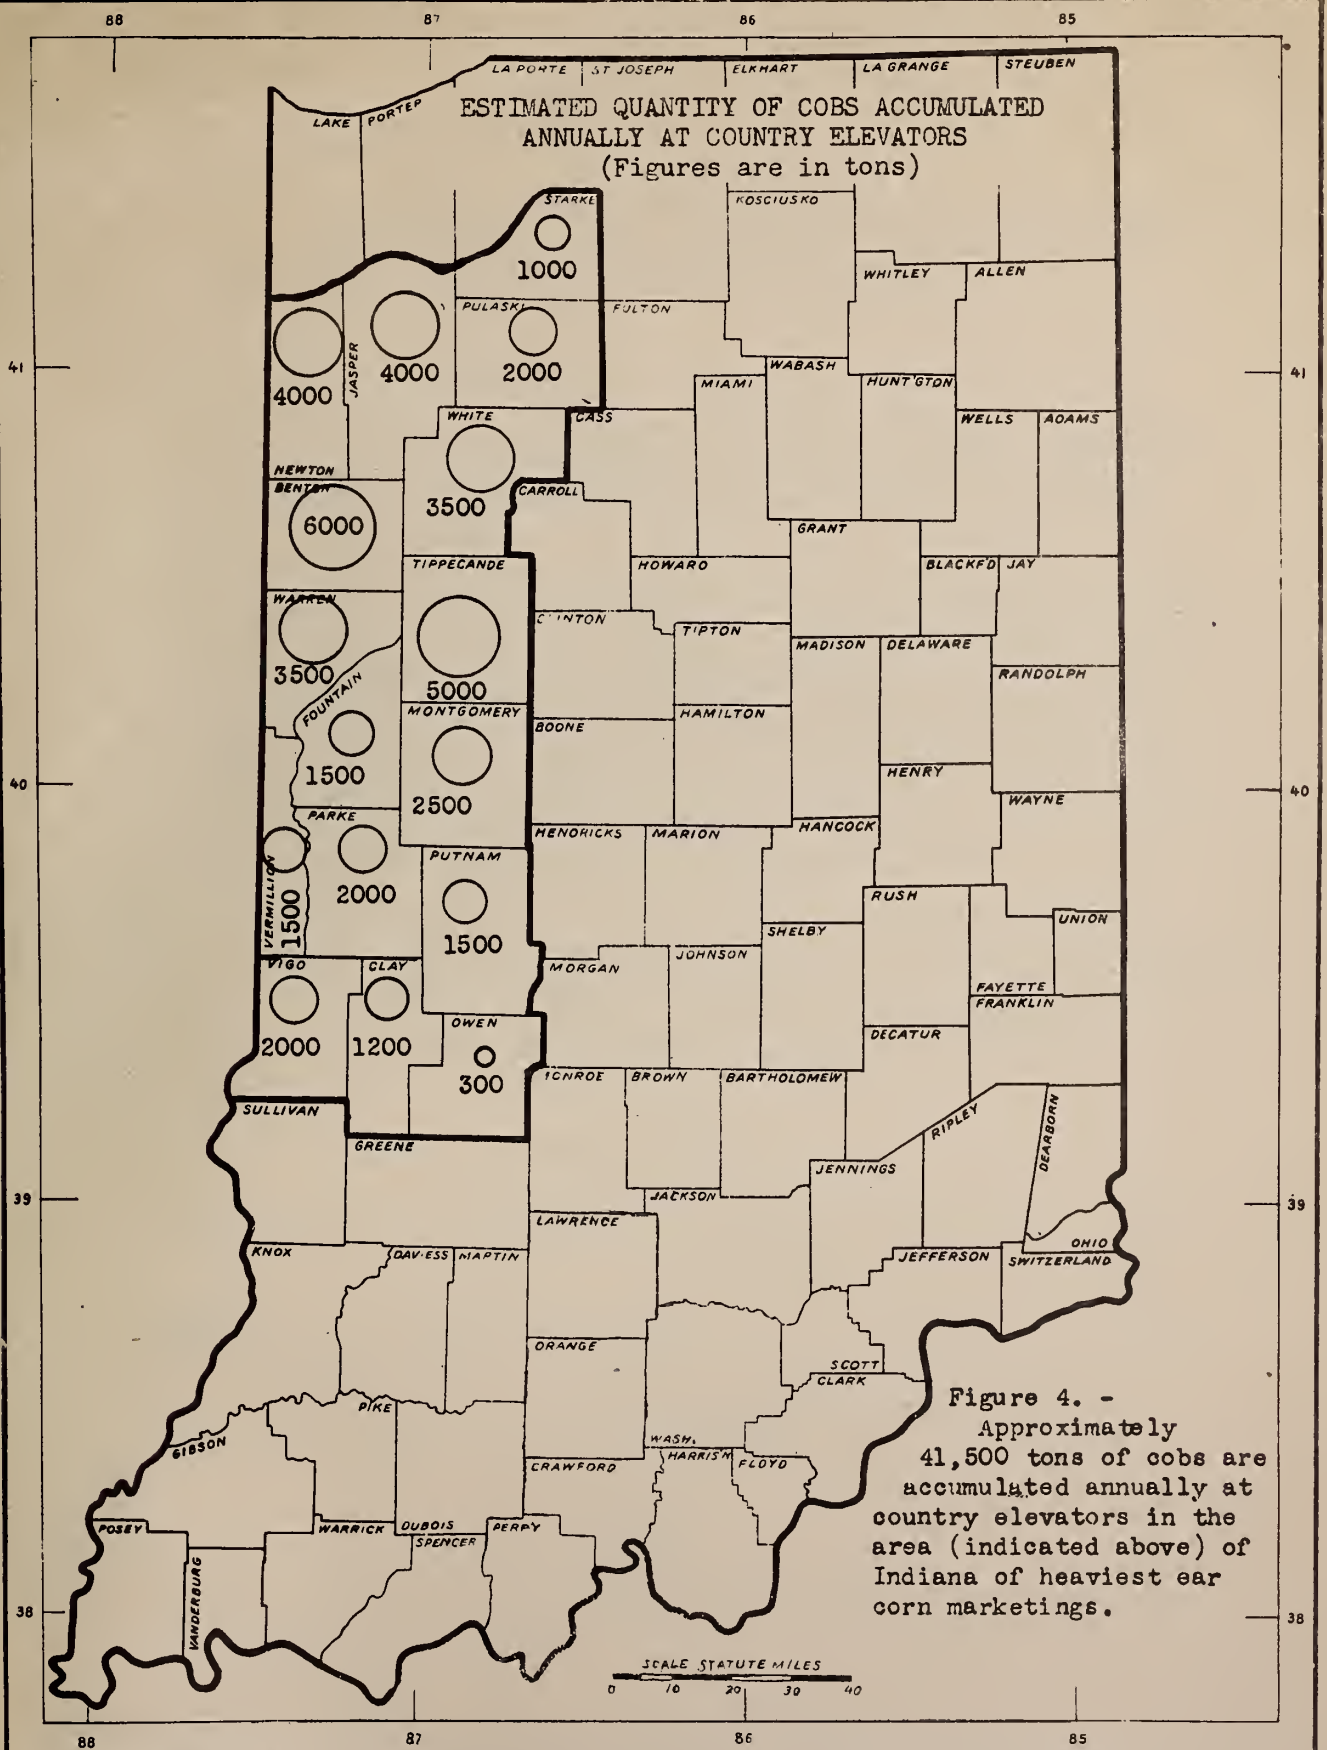 88 87 86 85
LA PORTE ST JOSEPH ELKHART LA GRANGE STEUBEN
LAKE PORTER
ESTIMATED QUANTITY OF COBS ACCUMULATED
ANNUALLY AT COUNTRY ELEVATORS
(Figures are in tons)
STARKE KOSCIUSKO
1000
WHITLEY ALLEN
PULASKI FULTON
41 JASPER 41
4000 4000 2000
WABASH
MIAMI HUNT'GTON
WHITE CASS WELLS ADAMS
NEWTON
BENTON CARROLL
3500
6000
GRANT
TIPPECANOE HOWARD BLACKF'D JAY
WARREN
CLINTON TIPTON
MADISON DELAWARE
3500 RANDOLPH
FOUNTAIN
5000
MONTGOMERY HAMILTON
BOONE
1500 HENRY
40 40
2500 WAYNE
PARKE
HENDRICKS MARION HANCOCK
PUTNAM
2000 RUSH
VERMILLION
1500
1500
UNION
SHELBY
VIGO CLAY MORGAN JOHNSON
FAYETTE
FRANKLIN
OWEN DECATUR
2000 1200
300
MONROE BROWN BARTHOLOMEW
SULLIVAN
GREENE RIPLEY DEARBORN
JENNINGS
39 JACKSON 39
LAWRENCE
KNOX DAVIESS MARTIN OHIO
JEFFERSON SWITZERLAND
ORANGE
SCOTT
CLARK
PIKE
GIBSON
WASH.
HARRIS'N FLOYD
CRAWFORD
POSEY WARRICK DUBOIS PERRY
SPENCER
VANDERBURG
Figure 4. -
Approximately
41,500 tons of cobs are
accumulated annually at
country elevators in the
area (indicated above) of
Indiana of heaviest ear
corn marketings.
38 38
SCALE STATUTE MILES
0 10 20 30 40
88 87 86 85